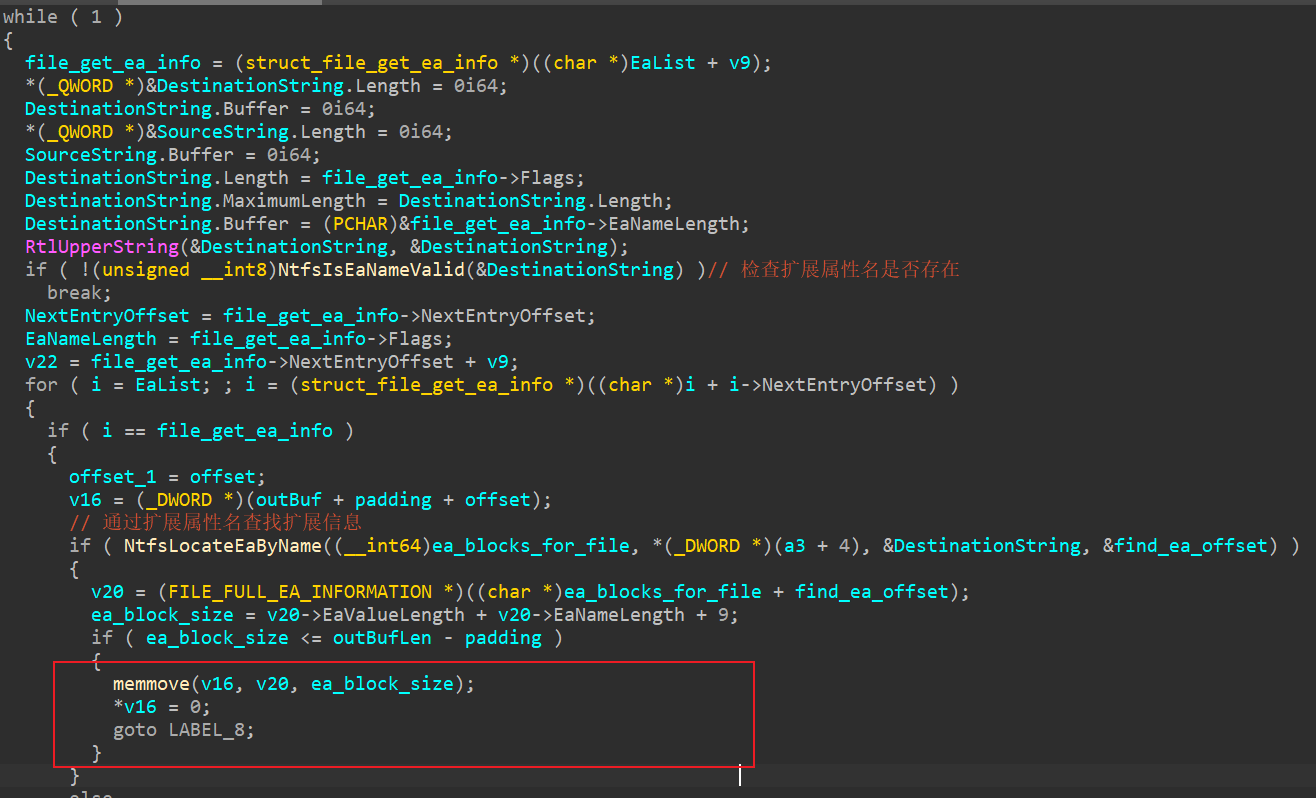 while ( 1 )
{
file_get_ea_info = (struct_file_get_ea_info *)((char *)EaList + v9);
*(_QWORD *)&DestinationString.Length = 0i64;
DestinationString.Buffer = 0i64;
*(_QWORD *)&SourceString.Length = 0i64;
SourceString.Buffer = 0i64;
DestinationString.Length = file_get_ea_info->Flags;
DestinationString.MaximumLength = DestinationString.Length;
DestinationString.Buffer = (PCHAR)&file_get_ea_info->EaNameLength;
RtlUpperString(&DestinationString, &DestinationString);
if ( !(unsigned __int8)NtfsIsEaNameValid(&DestinationString) )// 检查扩展属性名是否存在
break;
NextEntryOffset = file_get_ea_info->NextEntryOffset;
EaNameLength = file_get_ea_info->Flags;
v22 = file_get_ea_info->NextEntryOffset + v9;
for ( i = EaList; ; i = (struct_file_get_ea_info *)((char *)i + i->NextEntryOffset) )
{
if ( i == file_get_ea_info )
{
offset_1 = offset;
v16 = (_DWORD *)(outBuf + padding + offset);
// 通过扩展属性名查找扩展信息
if ( NtfsLocateEaByName((__int64)ea_blocks_for_file, *(_DWORD *)(a3 + 4), &DestinationString, &find_ea_offset) )
{
v20 = (FILE_FULL_EA_INFORMATION *)((char *)ea_blocks_for_file + find_ea_offset);
ea_block_size = v20->EaValueLength + v20->EaNameLength + 9;
if ( ea_block_size <= outBufLen - padding )
{
memmove(v16, v20, ea_block_size);
*v16 = 0;
goto LABEL_8;
}
}
else